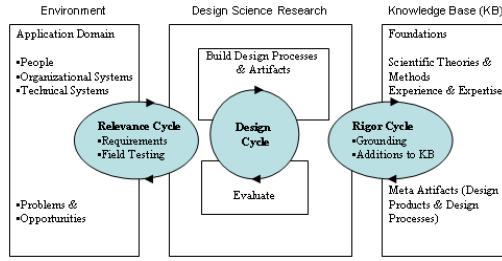 Environment
Design Science Research
Knowledge Base (KB)
Application Domain
▪People
▪Organizational Systems
▪Technical Systems
▪Problems &
▪Opportunities
Relevance Cycle
▪Requirements
▪Field Testing
Build Design Processes
& Artifacts
Design
Cycle
Evaluate
Rigor Cycle
▪Grounding
▪Additions to KB
Foundations
Scientific Theories &
Methods
Experience & Expertise
Meta Artifacts (Design
Products & Design
Processes)